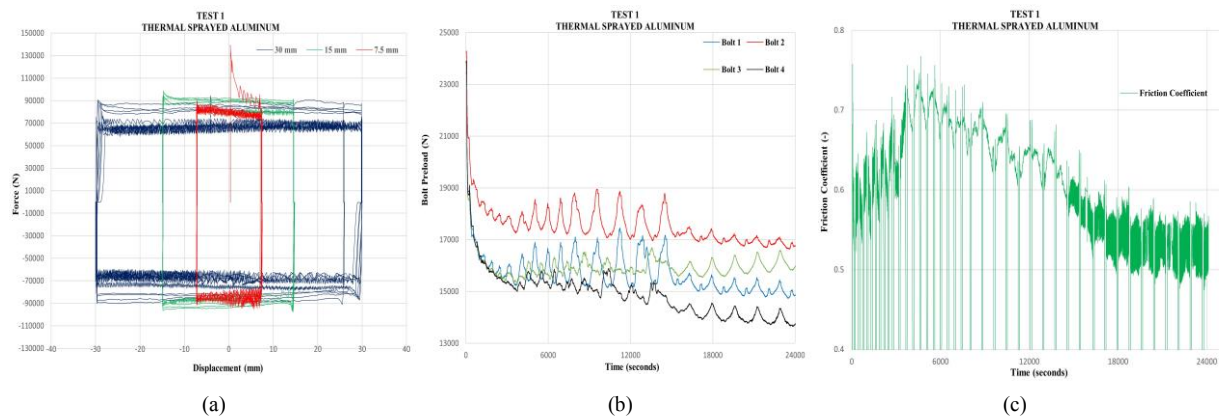 TEST 1
THERMAL SPRAYED ALUMINUM
30 mm
15 mm
7.5 mm
Force (N)
150000
130000
110000
90000
70000
50000
30000
10000
-10000
-30000
-50000
-70000
-90000
-110000
-130000
-40
-30
-20
-10
0
10
20
30
40
Displacement (mm)
(a)
TEST 1
THERMAL SPRAYED ALUMINUM
Bolt 1
Bolt 2
Bolt 3
Bolt 4
Bolt Preload (N)
25000
23000
21000
19000
17000
15000
13000
0
6000
12000
18000
24000
Time (seconds)
(b)
TEST 1
THERMAL SPRAYED ALUMINUM
Friction Coefficient
Friction Coefficient (-)
0.8
0.7
0.6
0.5
0.4
0
6000
12000
18000
24000
Time (seconds)
(c)